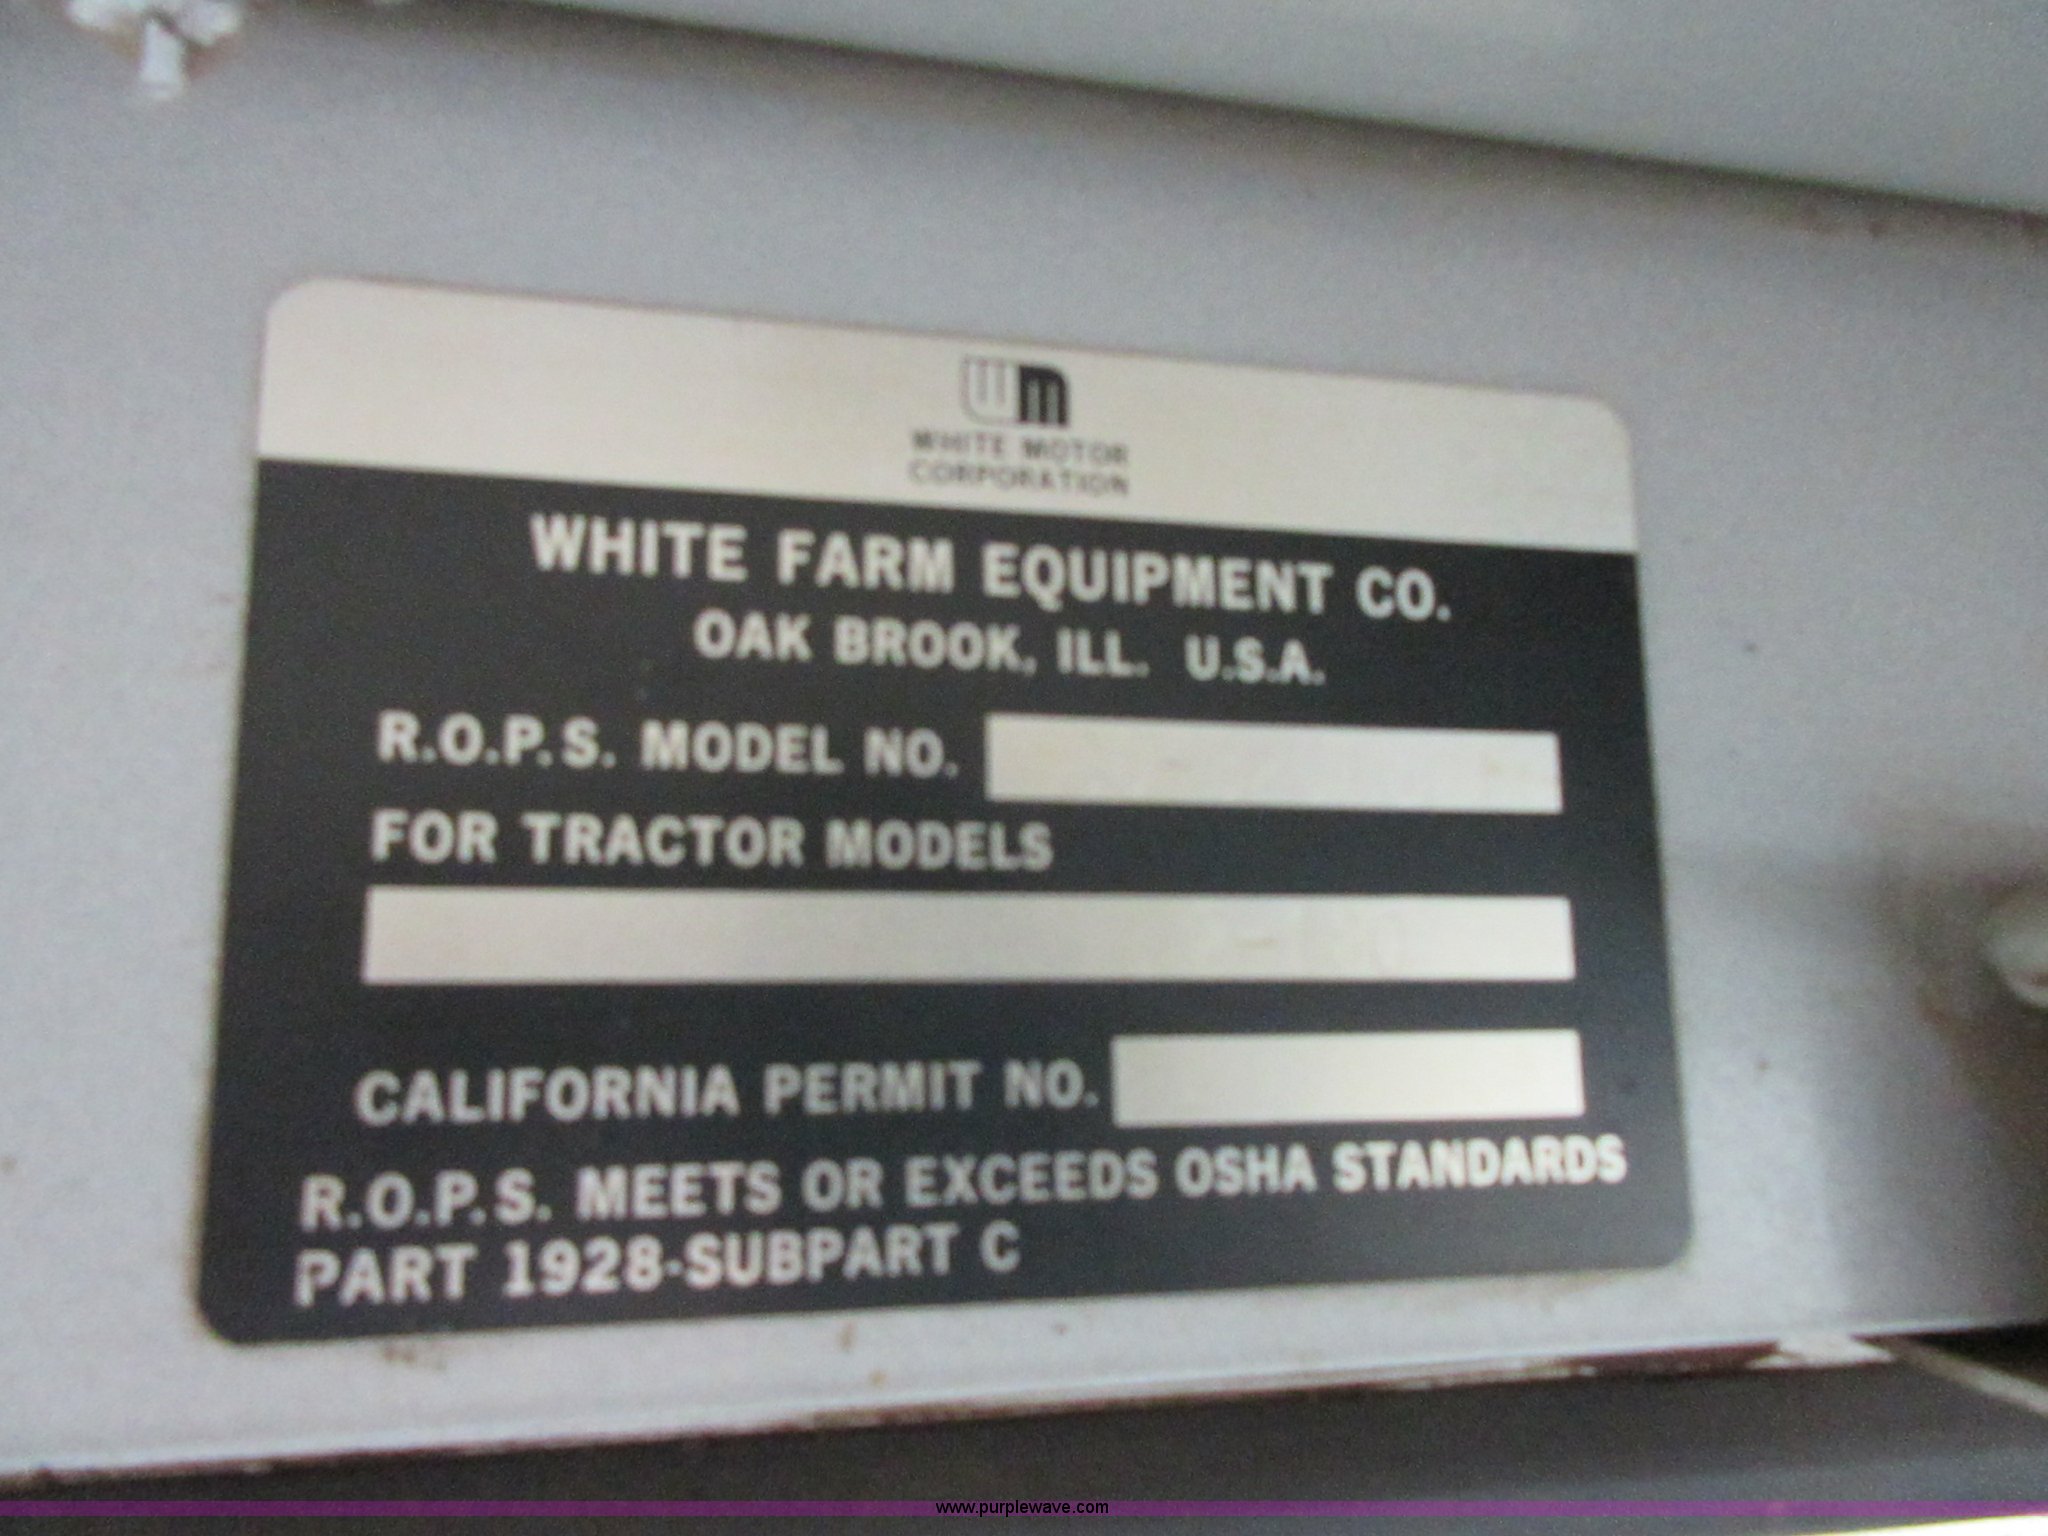 WM
WHITE MOTOR
CORPORATION
WHITE FARM EQUIPMENT CO.
OAK BROOK, ILL. U.S.A.
R.O.P.S. MODEL NO.
FOR TRACTOR MODELS
CALIFORNIA PERMIT NO.
R.O.P.S. MEETS OR EXCEEDS OSHA STANDARDS
PART 1928-SUBPART C
www.purplewave.com